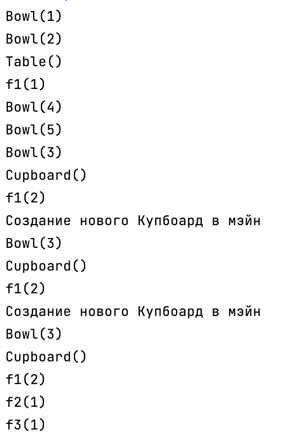 Bowl(1)
Bowl(2)
Table()
f1(1)
Bowl(4)
Bowl(5)
Bowl(3)
Cupboard()
f1(2)
Создание нового Купбоард в мэйн
Bowl(3)
Cupboard()
f1(2)
Создание нового Купбоард в мэйн
Bowl(3)
Cupboard()
f1(2)
f2(1)
f3(1)